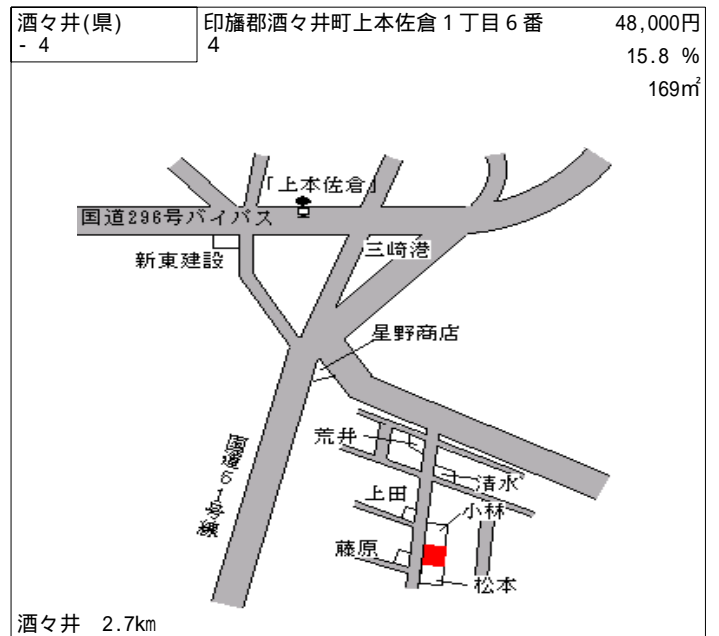 酒々井(県)
- 4
印旛郡酒々井町上本佐倉1丁目6番
4
48,000円
15.8 %
169㎡
「上本佐倉」
国道296号バイパス
新東建設
三崎港
星野商店
国道51号線
荒井
清水
上田
小林
藤原
松本
酒々井 2.7km